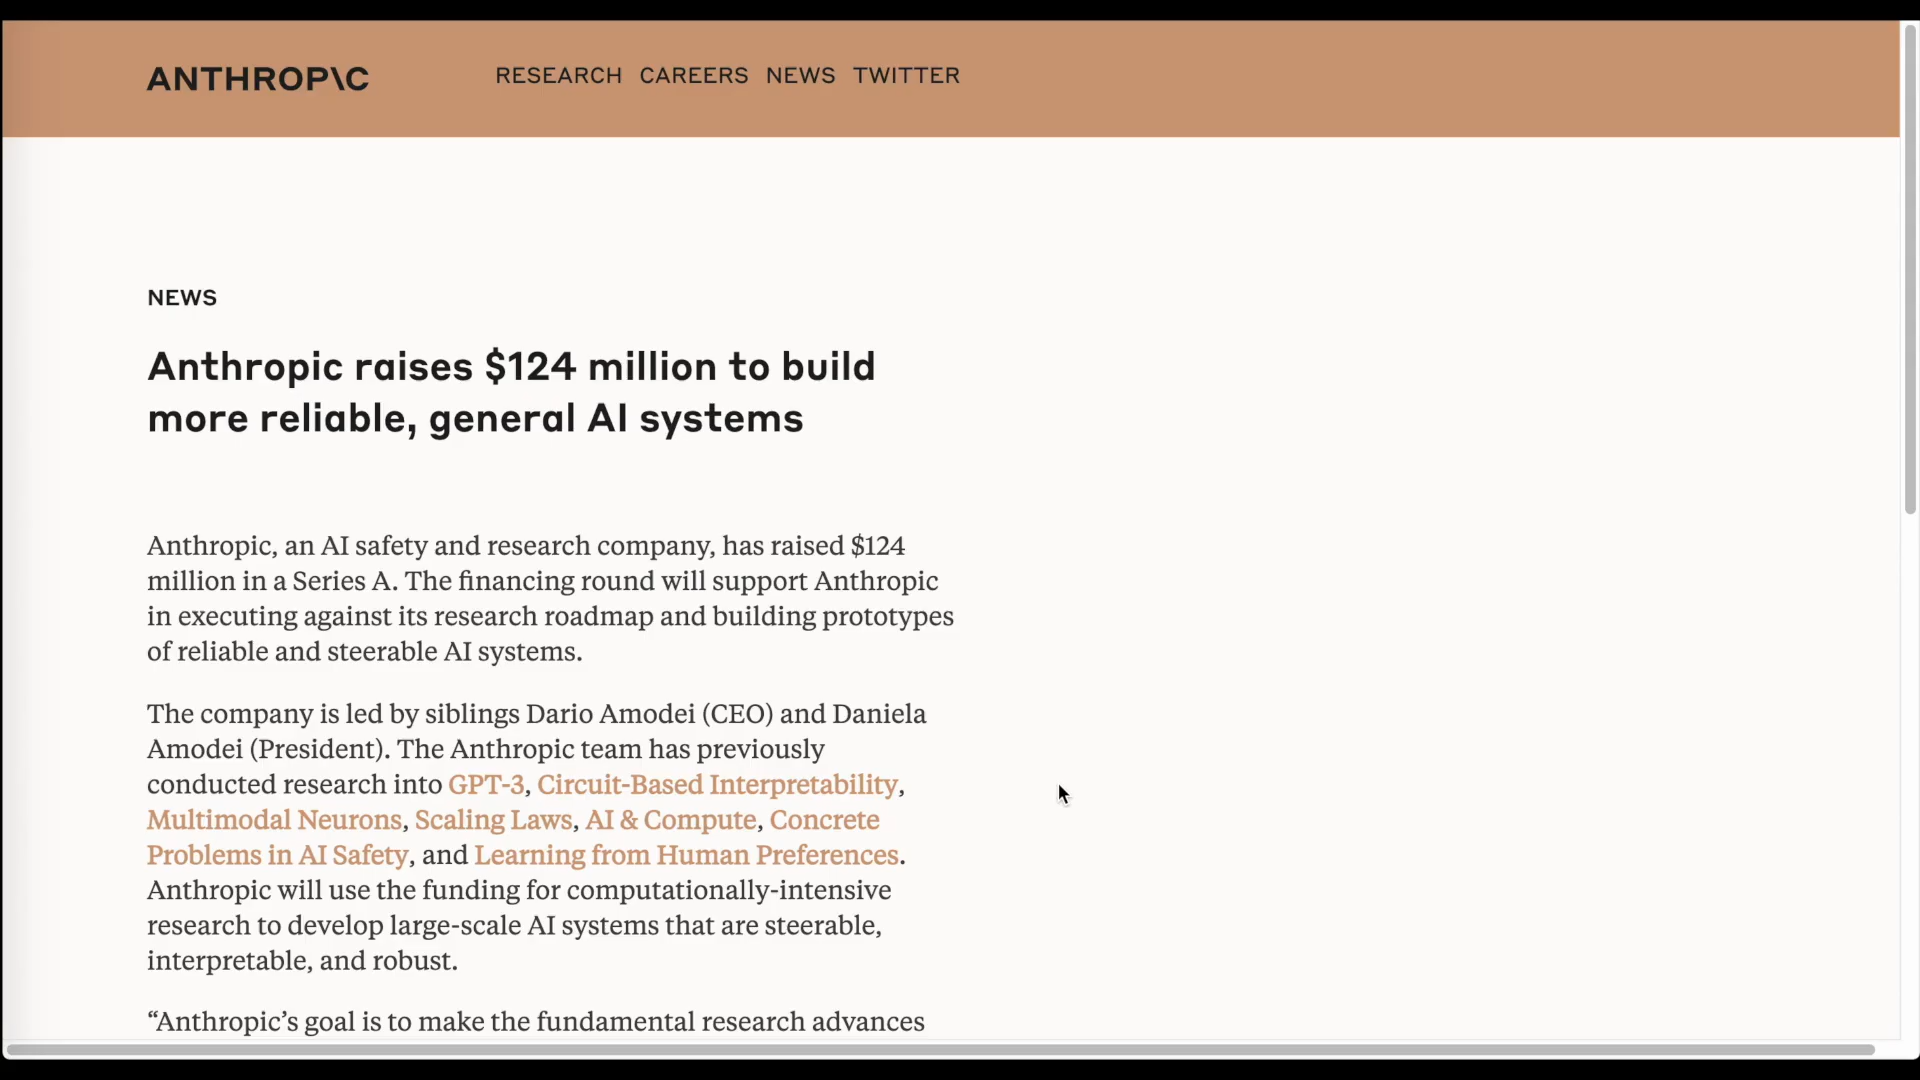 ANTHROP\C
RESEARCH CAREERS NEWS TWITTER
NEWS
Anthropic raises $124 million to build
more reliable, general AI systems
Anthropic, an AI safety and research company, has raised $124
million in a Series A. The financing round will support Anthropic
in executing against its research roadmap and building prototypes
of reliable and steerable AI systems.
The company is led by siblings Dario Amodei (CEO) and Daniela
Amodei (President). The Anthropic team has previously
conducted research into GPT-3, Circuit-Based Interpretability,
Multimodal Neurons, Scaling Laws, AI & Compute, Concrete
Problems in AI Safety, and Learning from Human Preferences.
Anthropic will use the funding for computationally-intensive
research to develop large-scale AI systems that are steerable,
interpretable, and robust.
“Anthropic’s goal is to make the fundamental research advances